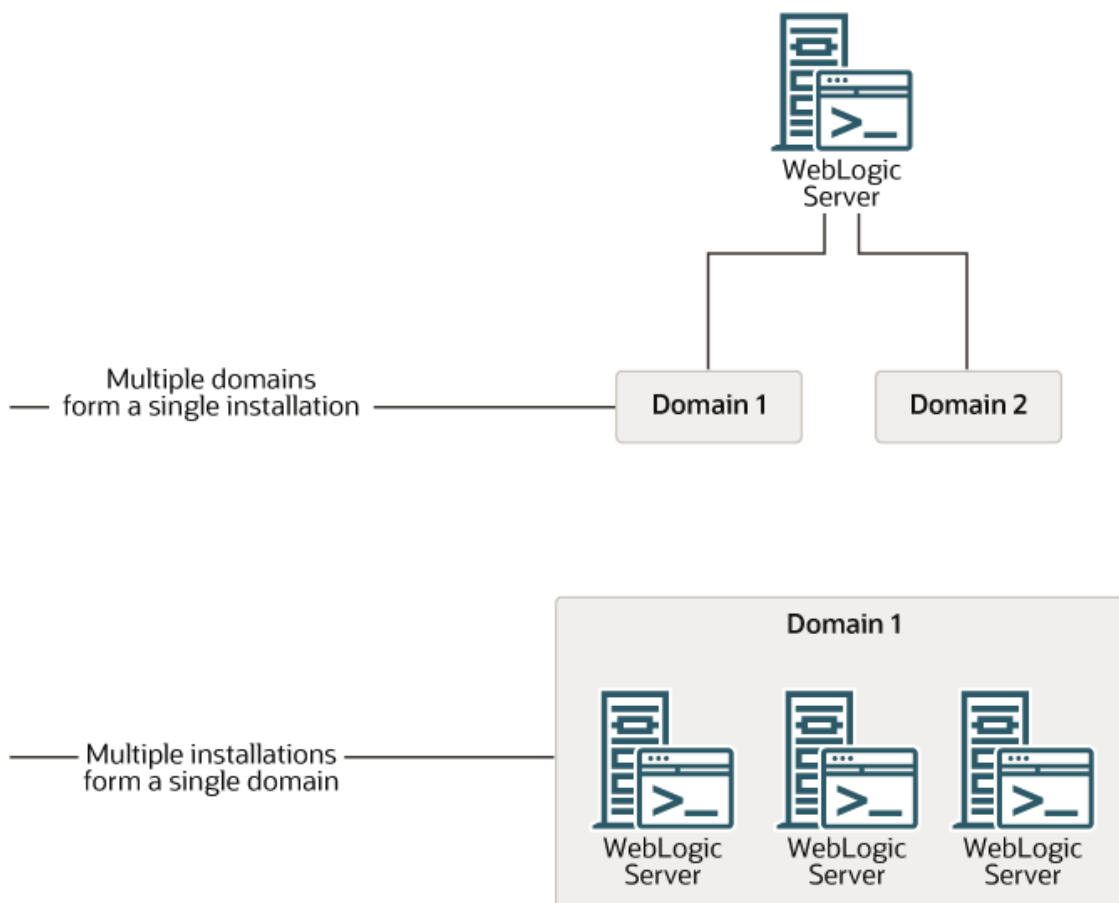 WebLogic
Server
Multiple domains
form a single installation
Domain 1
Domain 2
Domain 1
Multiple installations
form a single domain
>_
WebLogic
Server
>_
WebLogic
Server
>_
WebLogic
Server